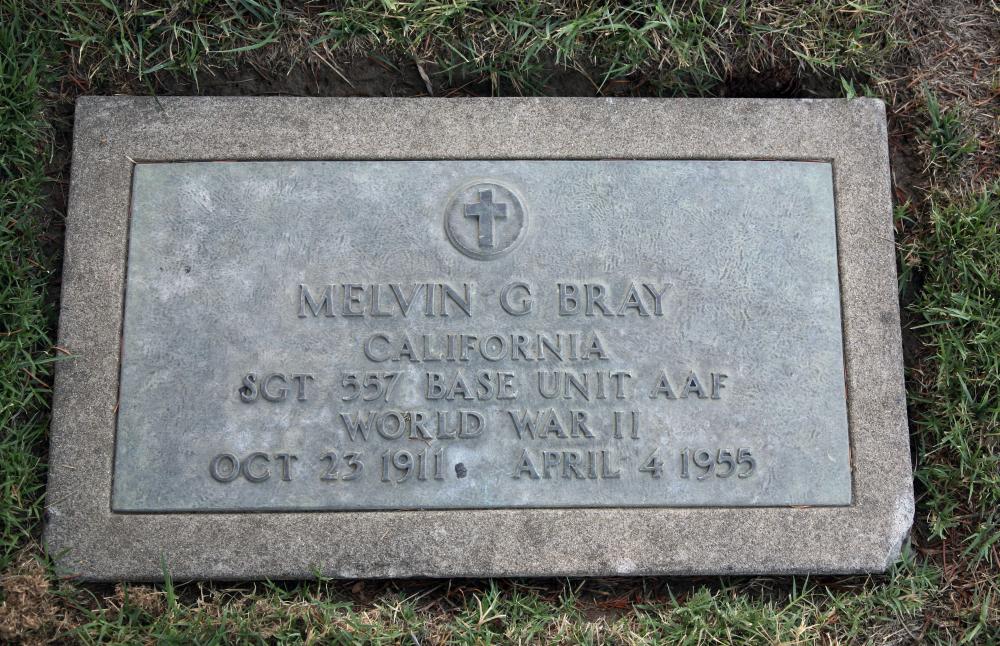 MELVIN G BRAY
CALIFORNIA
SGT 557 BASE UNIT AAF
WORLD WAR II
OCT 23 1911 APRIL 4 1955